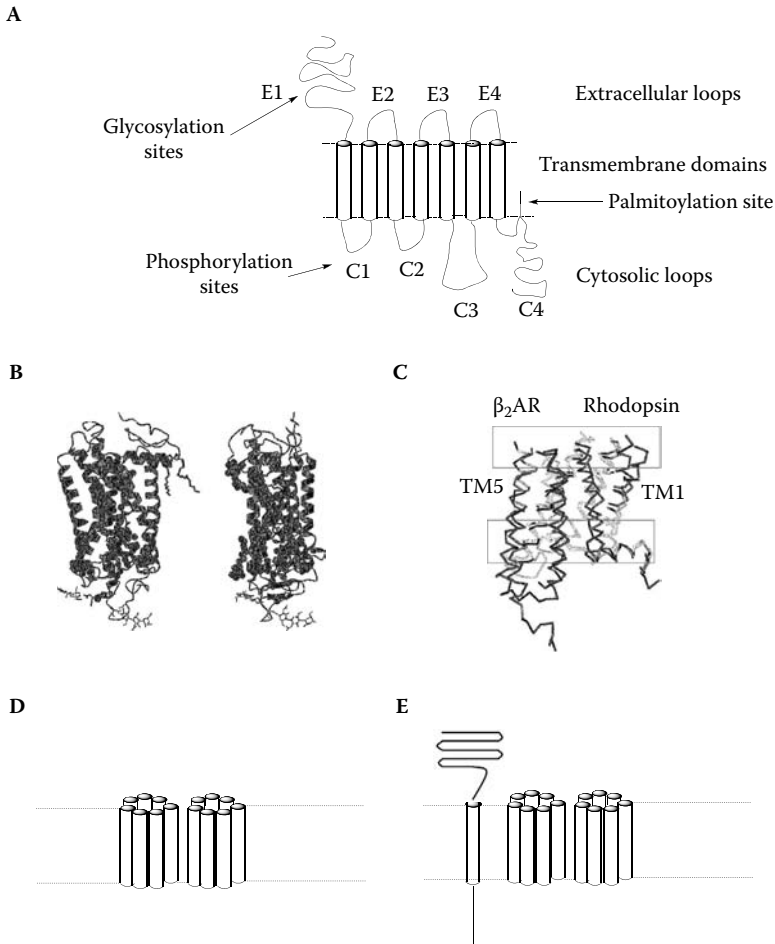 A
E1
E2
E3
E4
Extracellular loops
Glycosylation
sites
Transmembrane domains
Palmitoylation site
Phosphorylation
sites
C1
C2
C3
C4
Cytosolic loops
B
C
β₂AR
Rhodopsin
TM5
TM1
D
E